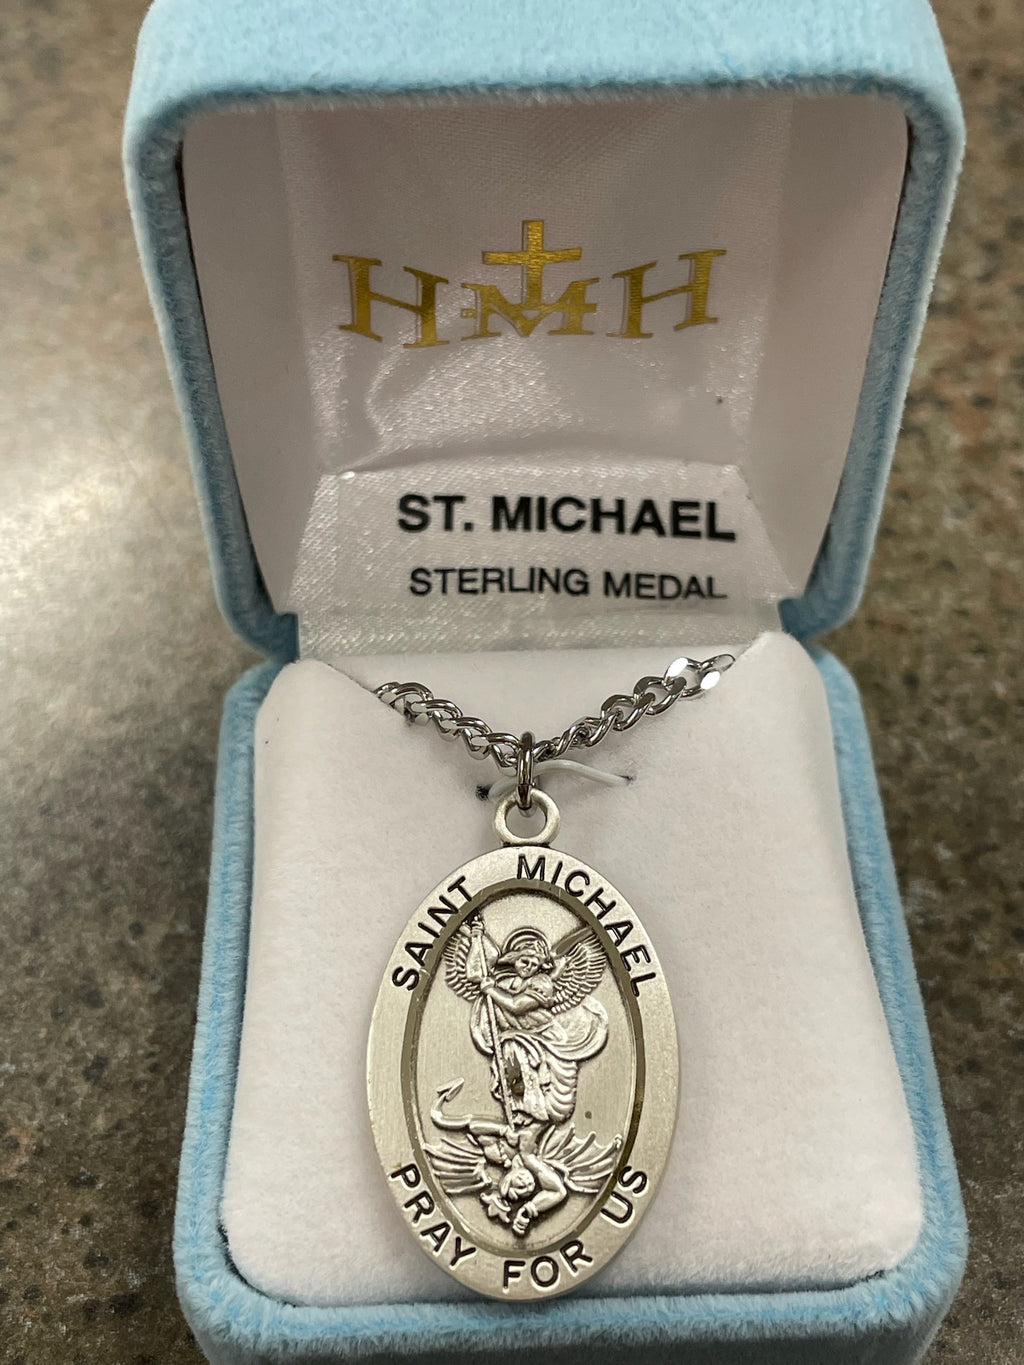 HMH
ST. MICHAEL
STERLING MEDAL
SAINT MICHAEL
PRAY FOR US